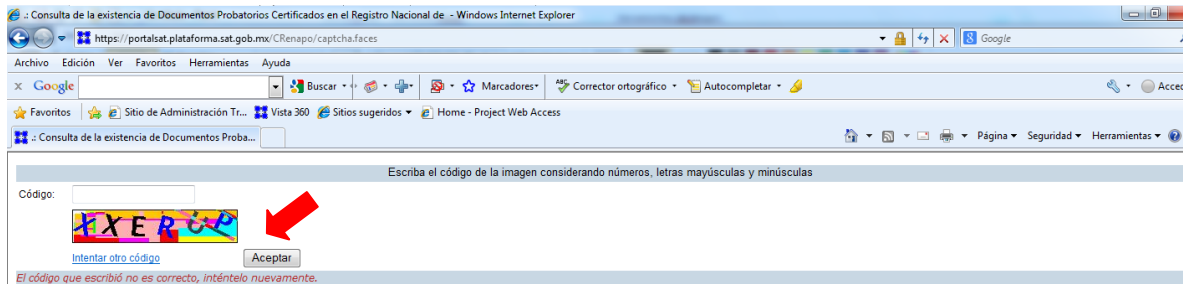 .: Consulta de la existencia de Documentos Probatorios Certificados en el Registro Nacional de - Windows Internet Explorer
https://portalsat.plataforma.sat.gob.mx/CRenapo/captcha.faces
Google
Archivo Edición Ver Favoritos Herramientas Ayuda
x Google Buscar Marcadores Corrector ortográfico Autocompletar
Favoritos Sitio de Administración Tr... Vista 360 Sitios sugeridos Home - Project Web Access
.: Consulta de la existencia de Documentos Proba... Página Seguridad Herramientas
Escriba el código de la imagen considerando números, letras mayúsculas y minúsculas
Código:
Intentar otro código Aceptar
El código que escribió no es correcto, inténtelo nuevamente.